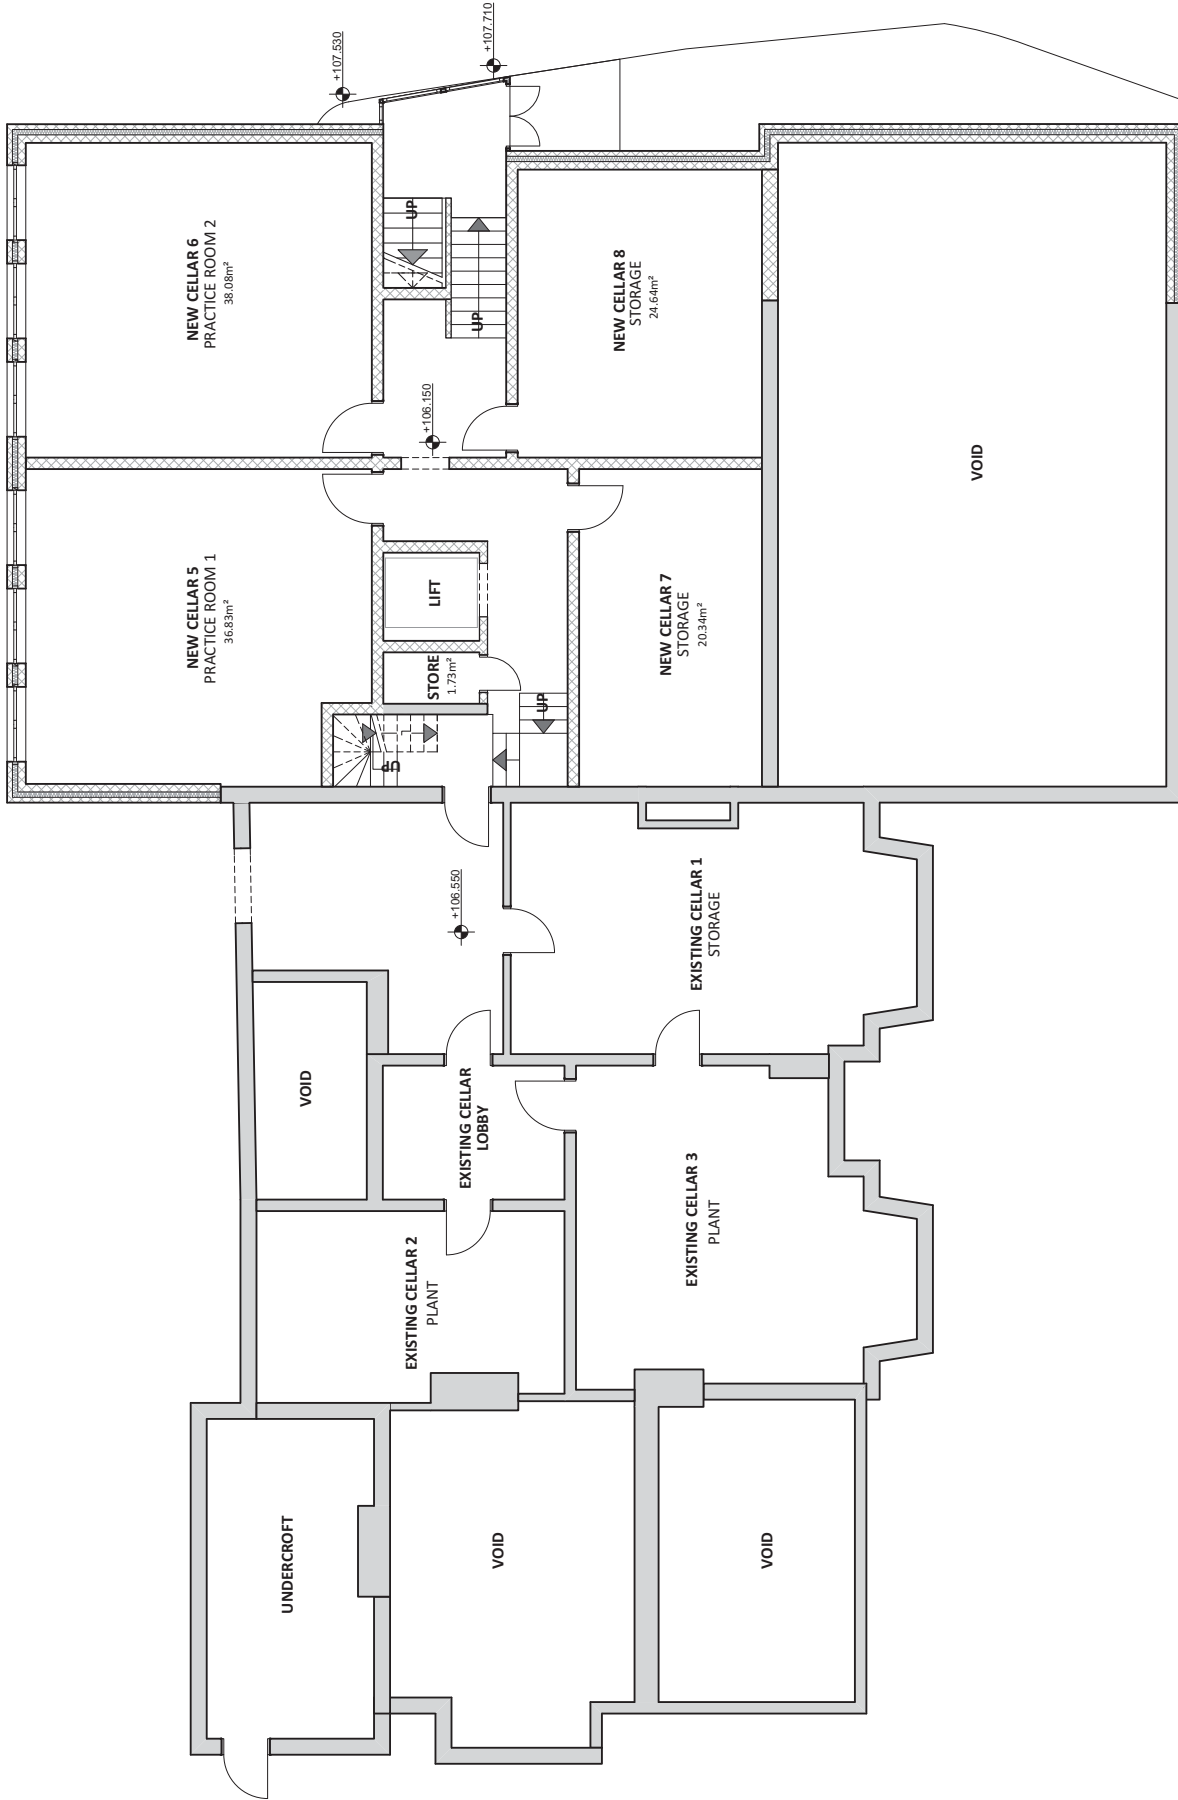 +107.530
+107.710
NEW CELLAR 6
PRACTICE ROOM 2
38.08m²
UP
UP
NEW CELLAR 8
STORAGE
24.64m²
+106.150
VOID
NEW CELLAR 5
PRACTICE ROOM 1
36.83m²
LIFT
STORE
1.73m²
UP
UP
NEW CELLAR 7
STORAGE
20.34m²
+106.550
EXISTING CELLAR 1
STORAGE
VOID
EXISTING CELLAR
LOBBY
EXISTING CELLAR 3
PLANT
EXISTING CELLAR 2
PLANT
UNDERCROFT
VOID
VOID